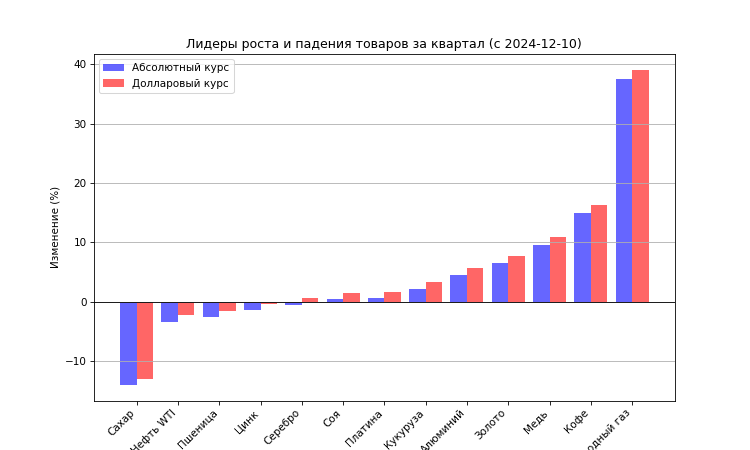 Лидеры роста и падения товаров за квартал (с 2024-12-10)
Абсолютный курс
Долларовый курс
Изменение (%)
40
30
20
10
0
−10
Сахар
Нефть WTI
Пшеница
Цинк
Серебро
Соя
Платина
Кукуруза
Алюминий
Золото
Медь
Кофе
газ